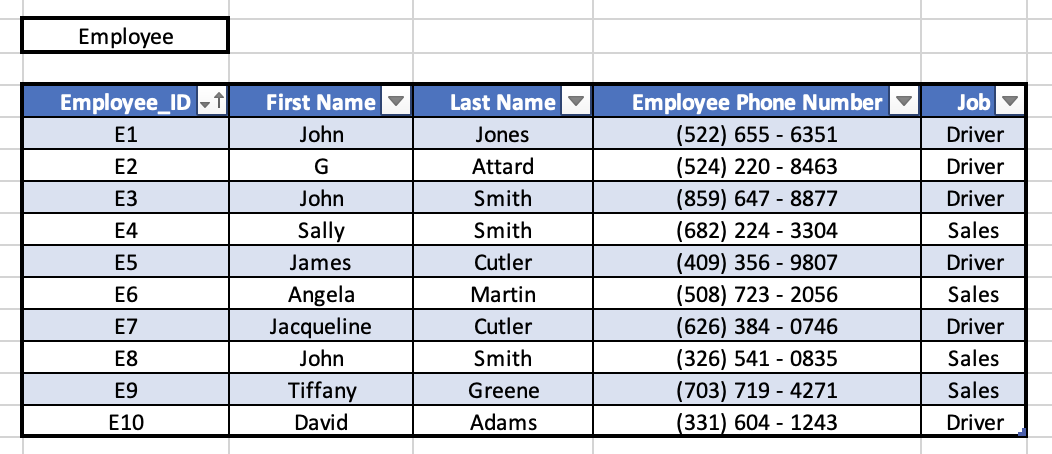 Employee
Employee_ID First Name Last Name Employee Phone Number Job
E1 John Jones (522) 655 - 6351 Driver
E2 G Attard (524) 220 - 8463 Driver
E3 John Smith (859) 647 - 8877 Driver
E4 Sally Smith (682) 224 - 3304 Sales
E5 James Cutler (409) 356 - 9807 Driver
E6 Angela Martin (508) 723 - 2056 Sales
E7 Jacqueline Cutler (626) 384 - 0746 Driver
E8 John Smith (326) 541 - 0835 Sales
E9 Tiffany Greene (703) 719 - 4271 Sales
E10 David Adams (331) 604 - 1243 Driver